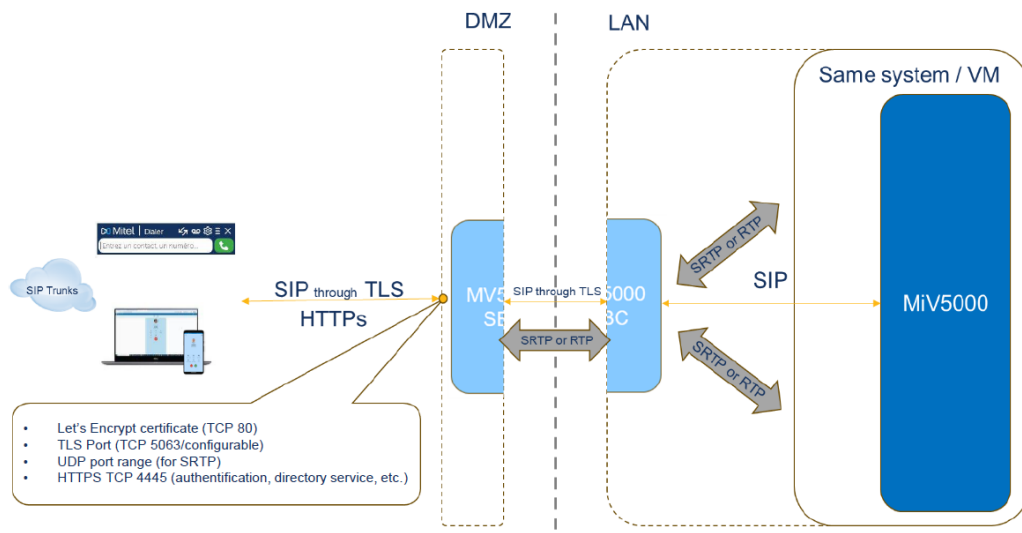 DMZ
LAN
Same system / VM
Mitel | Dialer
Entrez un contact, un numéro...
SIP Trunks
SIP through TLS
HTTPs
MV5
SB
SIP through TLS
5000
BC
SRTP or RTP
SRTP or RTP
SIP
SRTP or RTP
MiV5000
• Let's Encrypt certificate (TCP 80)
• TLS Port (TCP 5063/configurable)
• UDP port range (for SRTP)
• HTTPS TCP 4445 (authentification, directory service, etc.)